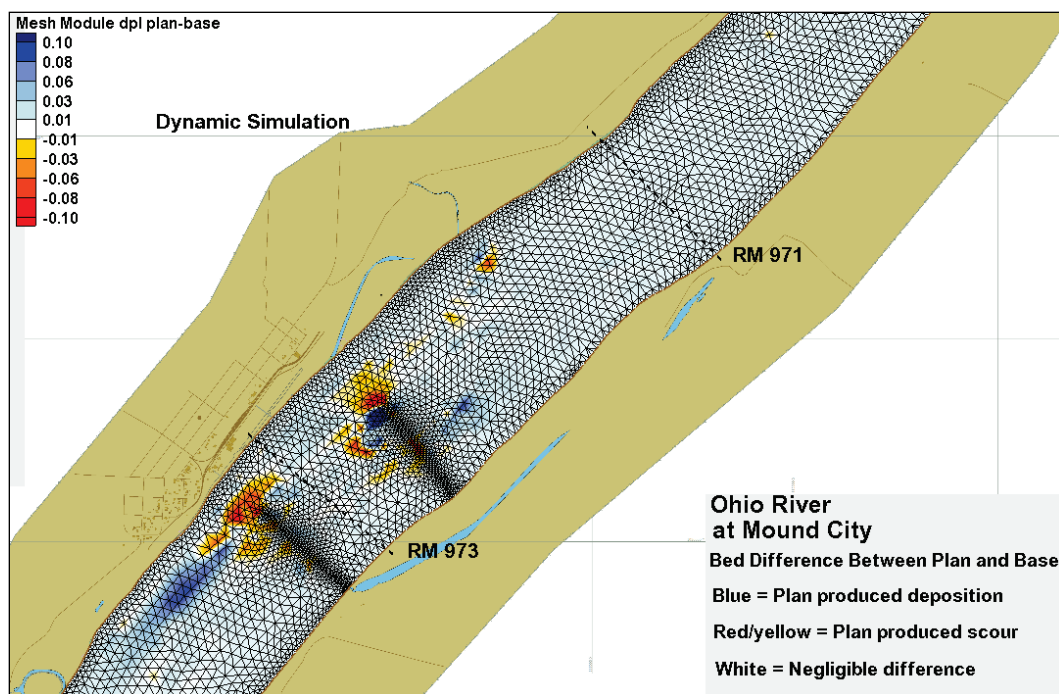 Mesh Module dpl plan-base
0.10
0.08
0.06
0.03
0.01
-0.01
-0.03
-0.06
-0.08
-0.10
Dynamic Simulation
RM 971
RM 973
Ohio River
at Mound City
Bed Difference Between Plan and Base
Blue = Plan produced deposition
Red/yellow = Plan produced scour
White = Negligible difference